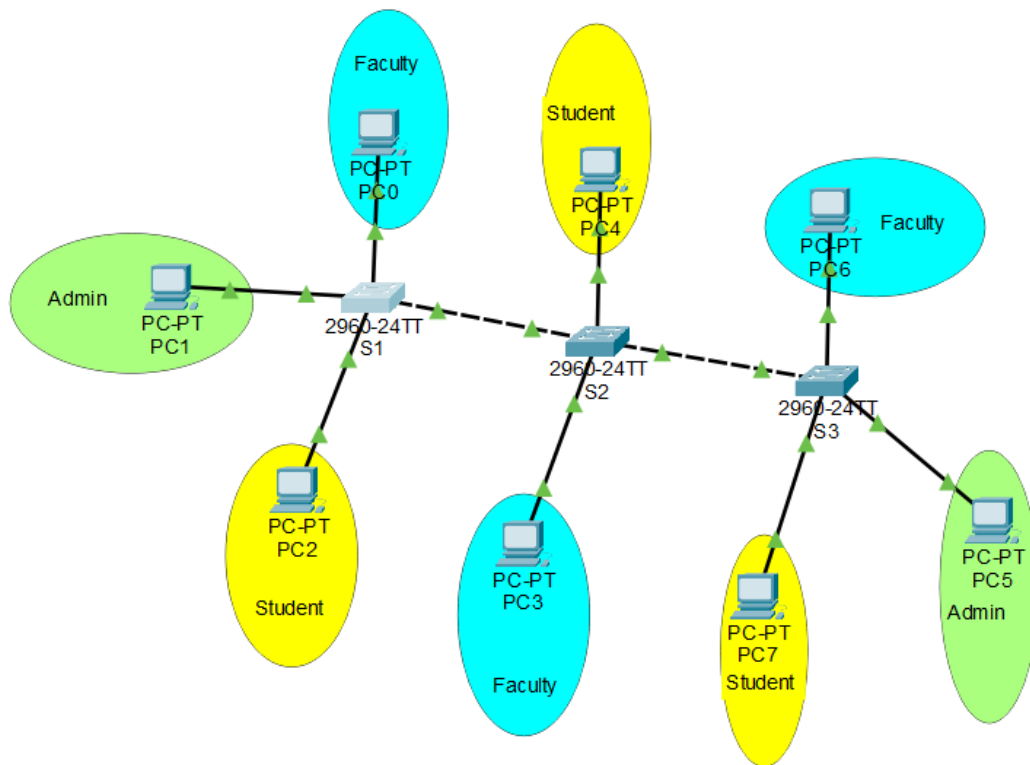 Faculty
PC-PT
PC0
Student
PC-PT
PC4
PC-PT
PC6
Faculty
Admin
PC-PT
PC1
2960-24TT
S1
2960-24TT
S2
2960-24TT
S3
PC-PT
PC2
Student
PC-PT
PC3
Faculty
PC-PT
PC7
Student
PC-PT
PC5
Admin